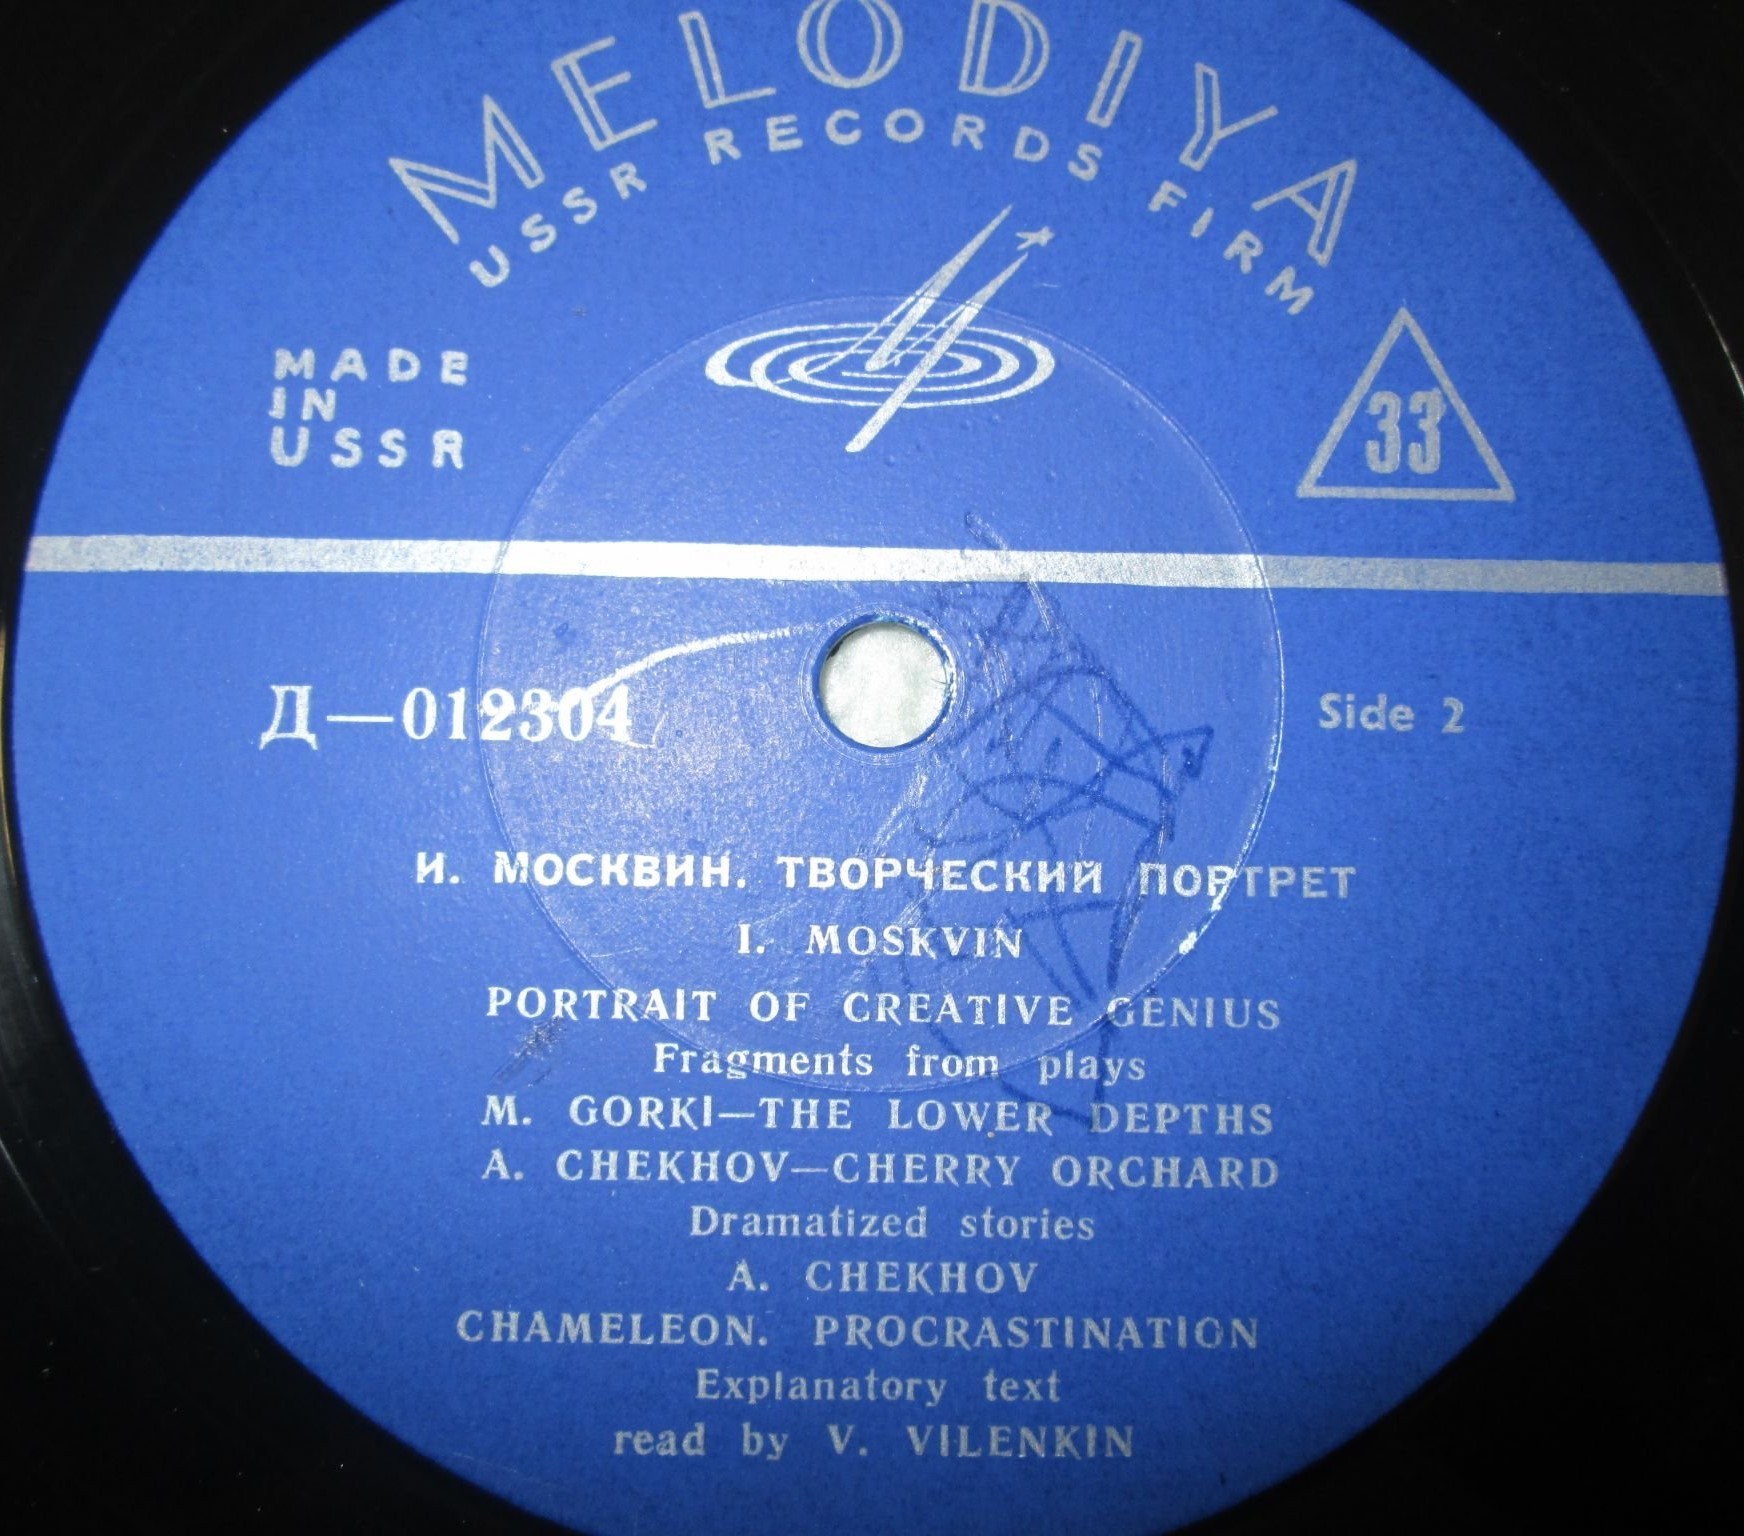 MELODIYA
USSR RECORDS FIRM
MADE
IN
USSR
33
Д—012304
Side 2
И. МОСКВИН. ТВОРЧЕСКИЙ ПОРТРЕТ
I. MOSKVIN
PORTRAIT OF CREATIVE GENIUS
Fragments from plays
M. GORKI—THE LOWER DEPTHS
A. CHEKHOV—CHERRY ORCHARD
Dramatized stories
A. CHEKHOV
CHAMELEON. PROCRASTINATION
Explanatory text
read by V. VILENKIN